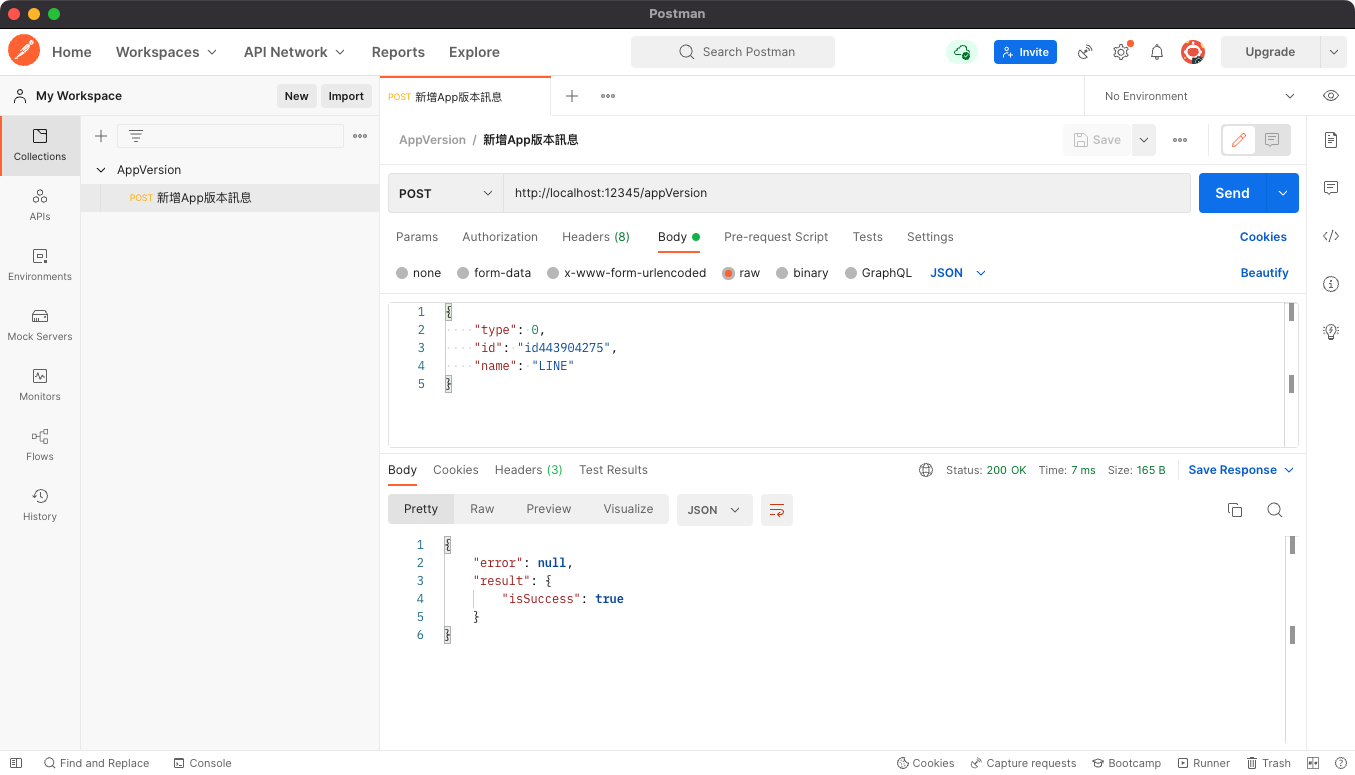 Postman
Home Workspaces API Network Reports Explore Search Postman Invite Upgrade
My Workspace New Import POST 新增App版本訊息 No Environment
Collections
APIs
Environments
Mock Servers
Monitors
Flows
History
AppVersion
POST 新增App版本訊息
AppVersion / 新增App版本訊息 Save
POST http://localhost:12345/appVersion Send
Params Authorization Headers (8) Body Pre-request Script Tests Settings Cookies
none form-data x-www-form-urlencoded raw binary GraphQL JSON Beautify
1 {
2 "type": 0,
3 "id": "id443904275",
4 "name": "LINE"
5 }
Body Cookies Headers (3) Test Results Status: 200 OK Time: 7 ms Size: 165 B Save Response
Pretty Raw Preview Visualize JSON
1 {
2 "error": null,
3 "result": {
4 "isSuccess": true
5 }
6 }
Find and Replace Console Cookies Capture requests Bootcamp Runner Trash